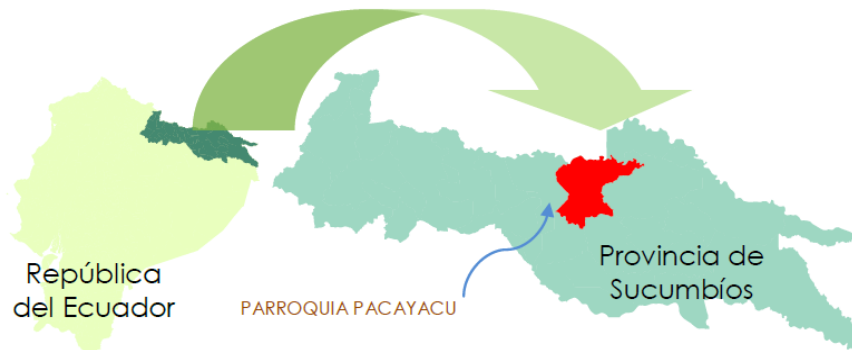 República
del Ecuador
PARROQUIA PACAYACU
Provincia de
Sucumbíos